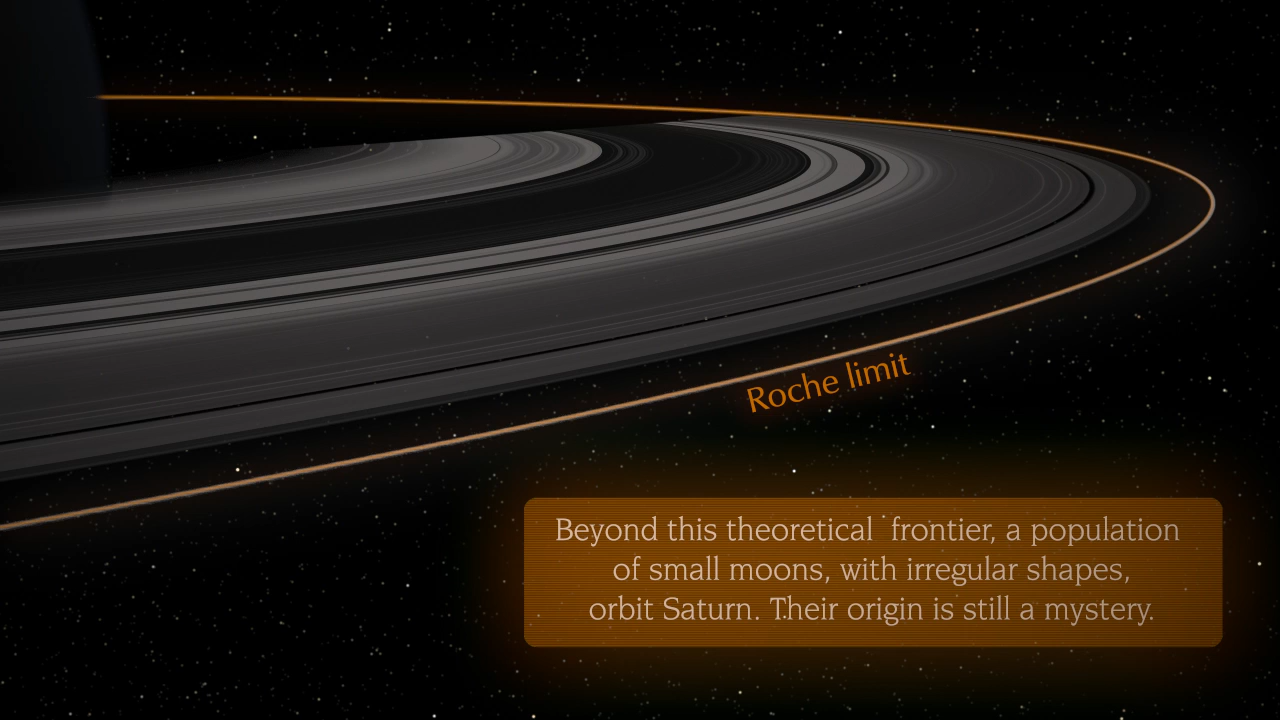 Roche limit
Beyond this theoretical frontier, a population
of small moons, with irregular shapes,
orbit Saturn. Their origin is still a mystery.